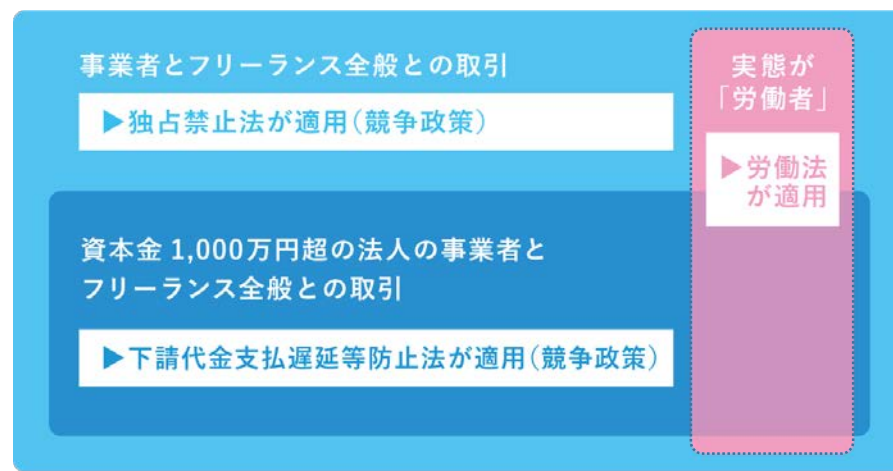 事業者とフリーランス全般との取引
▶独占禁止法が適用（競争政策）
実態が
「労働者」
▶労働法
が適用
資本金 1,000万円超の法人の事業者と
フリーランス全般との取引
▶下請代金支払遅延等防止法が適用（競争政策）